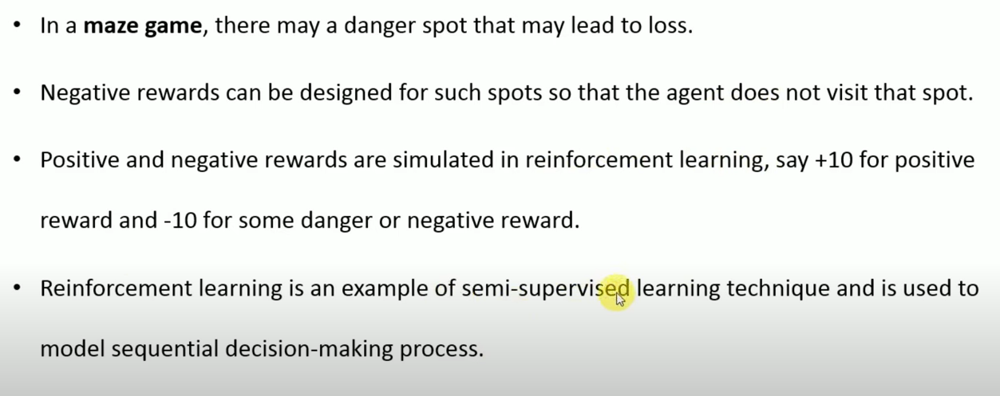 • In a maze game, there may a danger spot that may lead to loss.
• Negative rewards can be designed for such spots so that the agent does not visit that spot.
• Positive and negative rewards are simulated in reinforcement learning, say +10 for positive
reward and -10 for some danger or negative reward.
• Reinforcement learning is an example of semi-supervised learning technique and is used to
model sequential decision-making process.